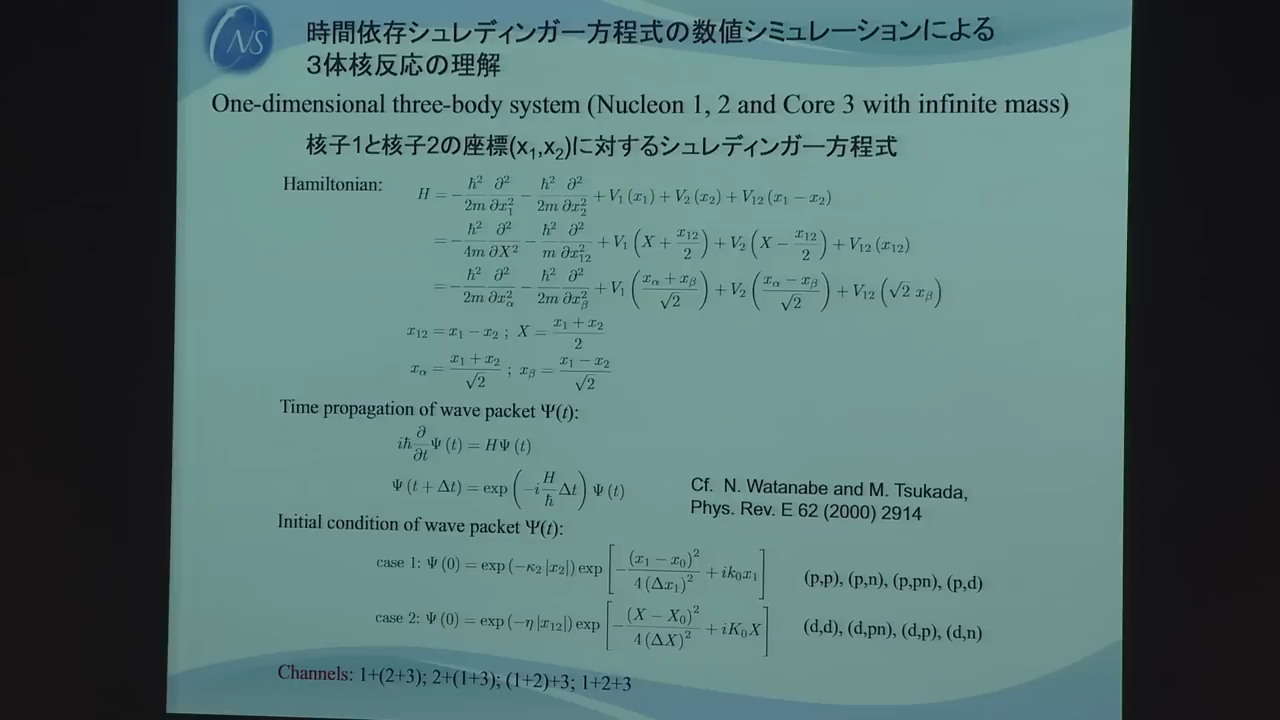 CNS
時間依存シュレディンガー方程式の数値シミュレーションによる
3体核反応の理解
One-dimensional three-body system (Nucleon 1, 2 and Core 3 with infinite mass)
核子1と核子2の座標(x₁,x₂)に対するシュレディンガー方程式
Hamiltonian: H = -ℏ²/2m ∂²/∂x₁² - ℏ²/2m ∂²/∂x₂² + V₁(x₁) + V₂(x₂) + V₁₂(x₁ - x₂)
= -ℏ²/4m ∂²/∂X² - ℏ²/m ∂²/∂x₁₂² + V₁(X + x₁₂/2) + V₂(X - x₁₂/2) + V₁₂(x₁₂)
= -ℏ²/2m ∂²/∂x_α² - ℏ²/2m ∂²/∂x_β² + V₁((x_α + x_β)/√2) + V₂((x_α - x_β)/√2) + V₁₂(√2 x_β)
x₁₂ = x₁ - x₂ ; X = (x₁ + x₂)/2
x_α = (x₁ + x₂)/√2 ; x_β = (x₁ - x₂)/√2
Time propagation of wave packet Ψ(t):
iℏ ∂/∂t Ψ(t) = HΨ(t)
Ψ(t + Δt) = exp(-i H/ℏ Δt) Ψ(t)
Cf. N. Watanabe and M. Tsukada,
Phys. Rev. E 62 (2000) 2914
Initial condition of wave packet Ψ(t):
case 1: Ψ(0) = exp(-κ₂|x₂|) exp[-(x₁ - x₀)²/4(Δx₁)² + ik₀x₁] (p,p), (p,n), (p,pn), (p,d)
case 2: Ψ(0) = exp(-η|x₁₂|) exp[-(X - X₀)²/4(ΔX)² + iK₀X] (d,d), (d,pn), (d,p), (d,n)
Channels: 1+(2+3); 2+(1+3); (1+2)+3; 1+2+3